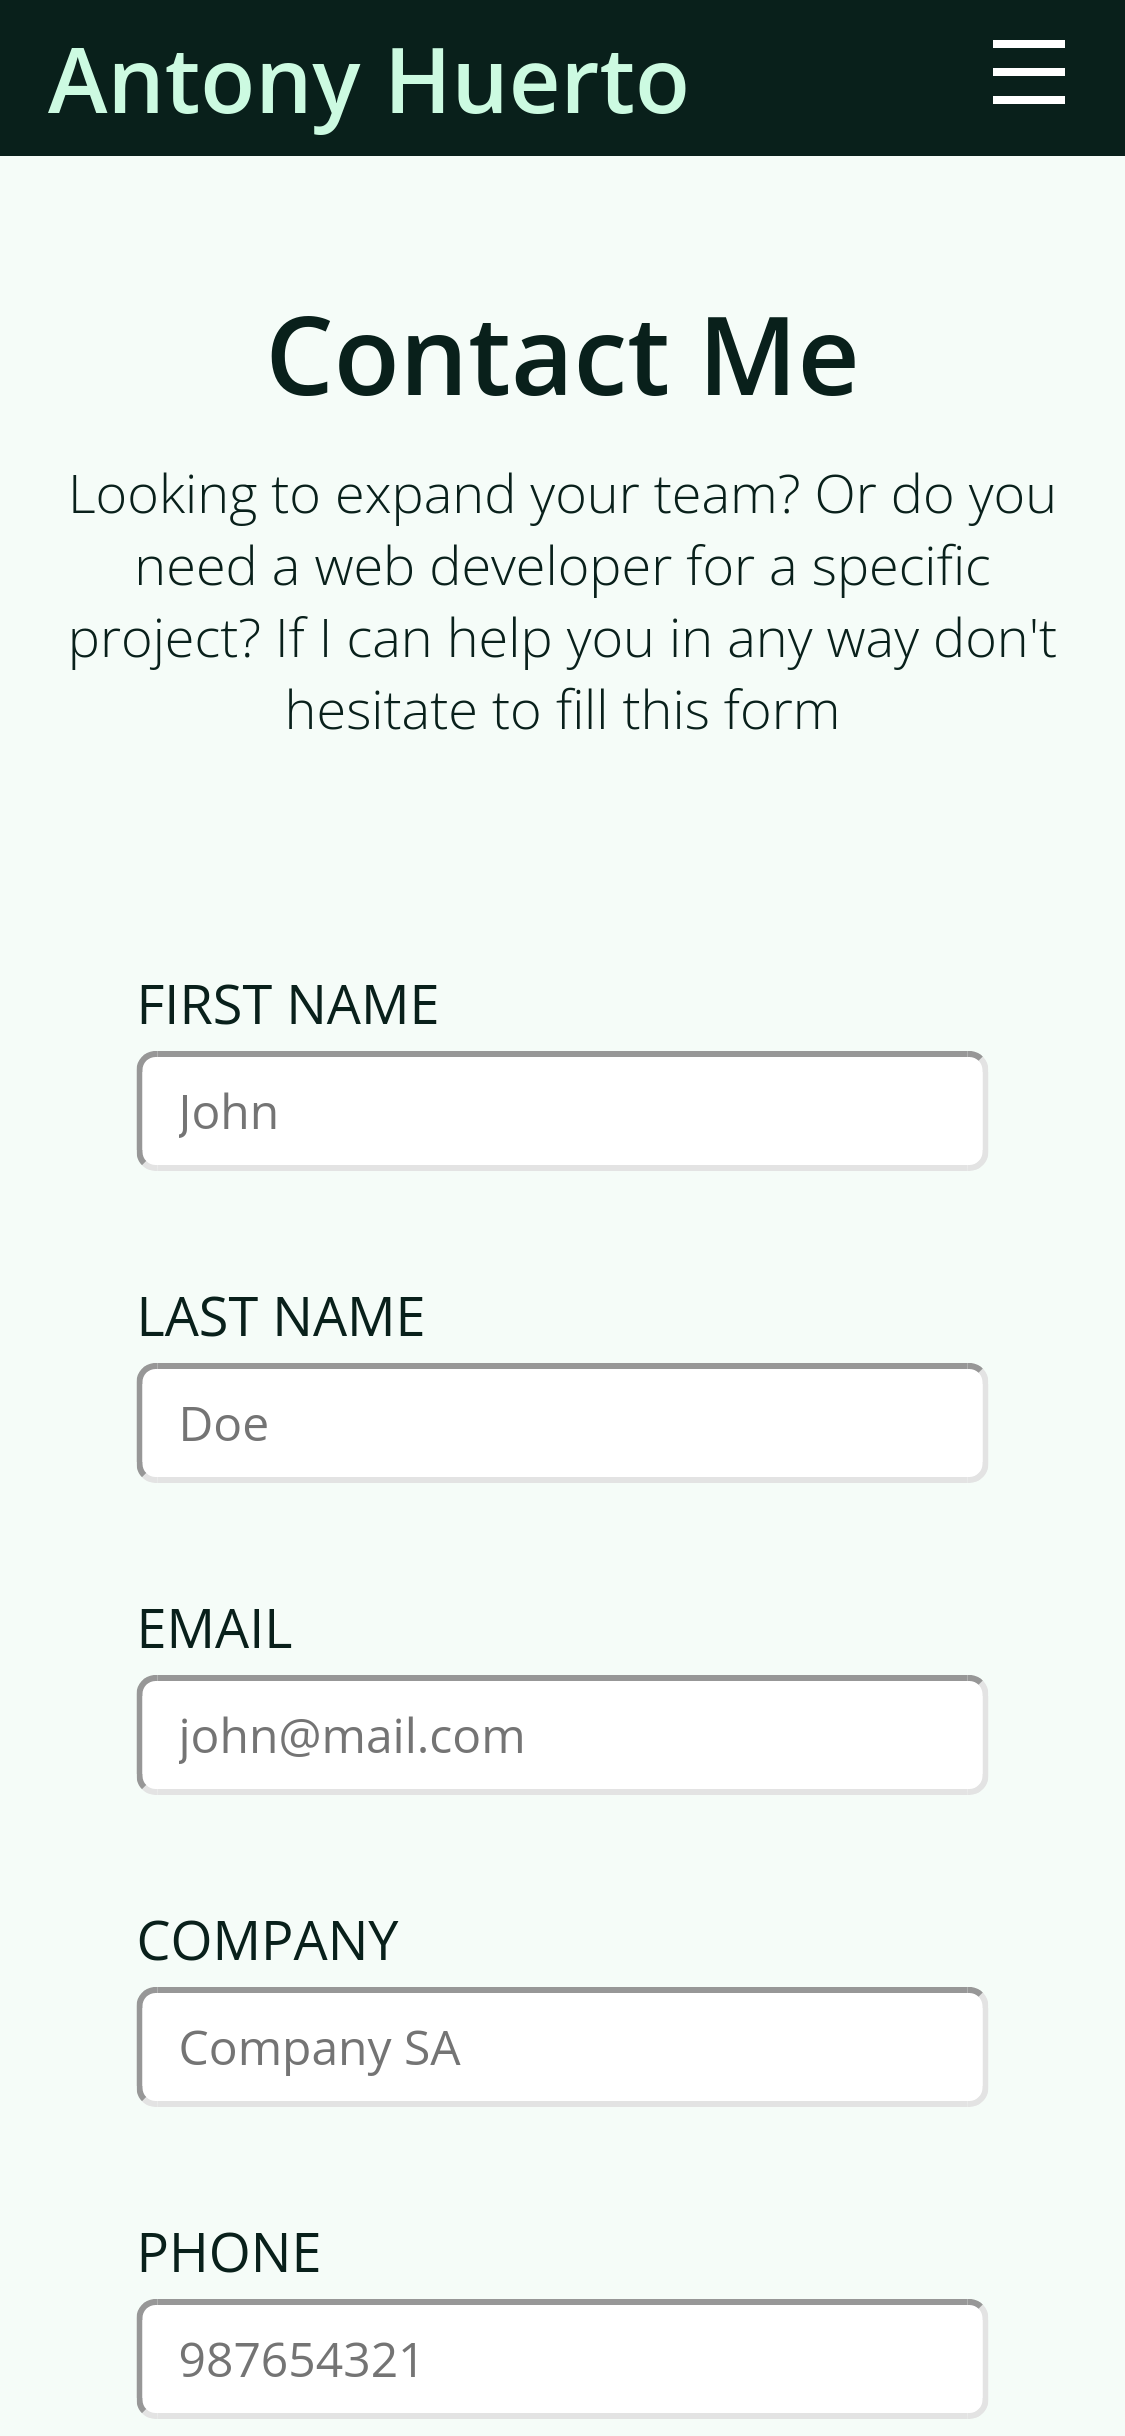 Antony Huerto
Contact Me
Looking to expand your team? Or do you
need a web developer for a specific
project? If I can help you in any way don't
hesitate to fill this form
FIRST NAME
John
LAST NAME
Doe
EMAIL
john@mail.com
COMPANY
Company SA
PHONE
987654321